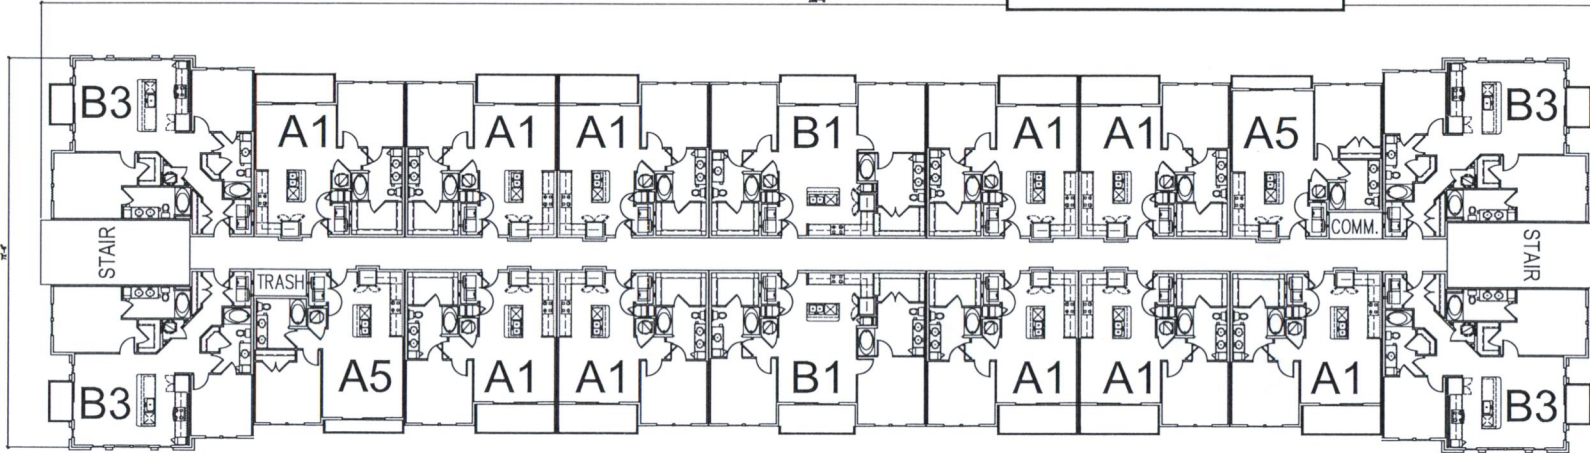 B3 A1 A1 A1 B1 A1 A1 A5 B3
COMM.
STAIR
STAIR
TRASH
B3 A5 A1 A1 B1 A1 A1 A1 B3